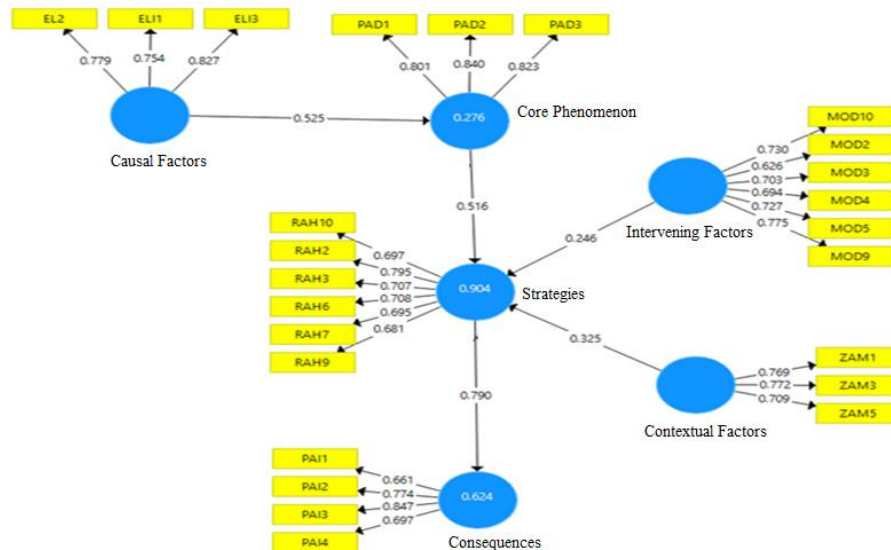 EL2
ELI1
ELI3
0.779
0.754
0.827
Causal Factors
0.525
PAD1
PAD2
PAD3
0.801
0.840
0.823
0.276
Core Phenomenon
0.516
MOD10
MOD2
MOD3
MOD4
MOD5
MOD9
0.730
0.626
0.703
0.694
0.727
0.775
Intervening Factors
0.246
RAH10
RAH2
RAH3
RAH6
RAH7
RAH9
0.697
0.795
0.707
0.708
0.695
0.681
0.904
Strategies
0.325
ZAM1
ZAM3
ZAM5
0.769
0.772
0.709
Contextual Factors
0.790
PAI1
PAI2
PAI3
PAI4
0.661
0.774
0.847
0.697
0.624
Consequences